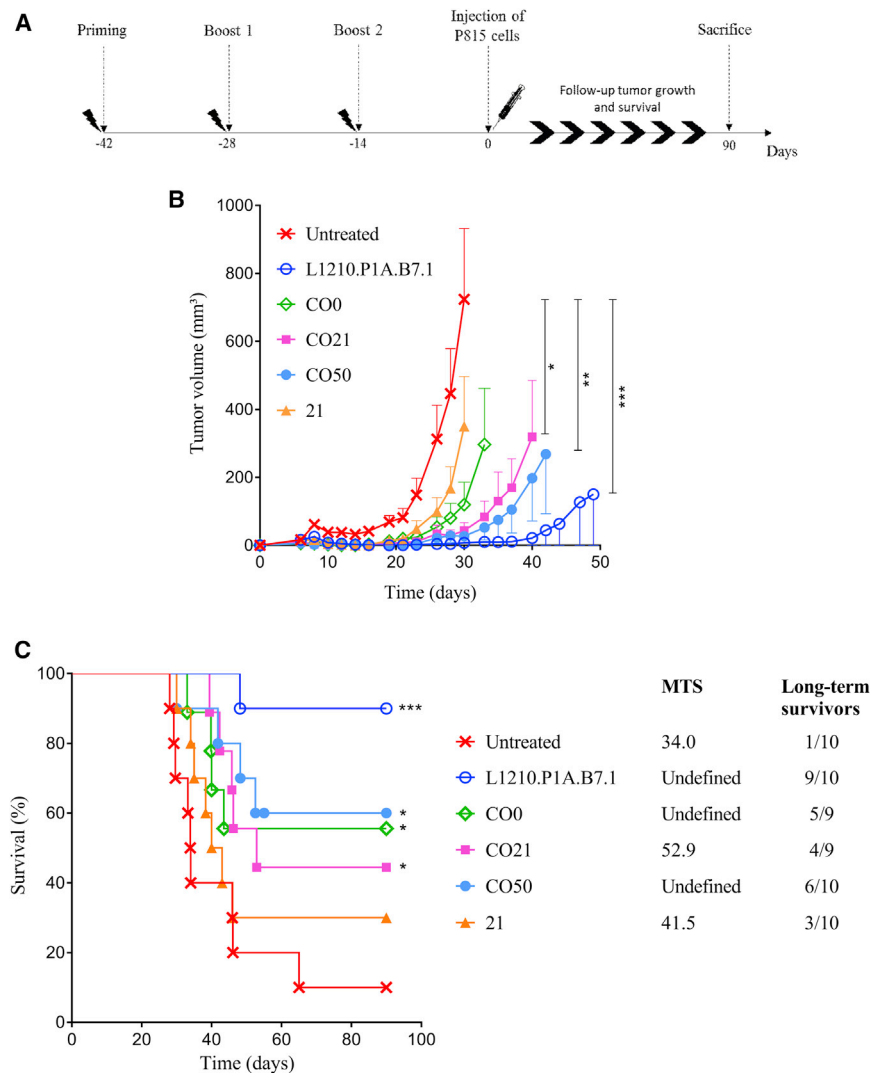 A
Priming
Boost 1
Boost 2
Injection of
P815 cells
Sacrifice
Follow-up tumor growth
and survival
-42
-28
-14
0
90
Days
B
Tumor volume (mm³)
1000
800
600
400
200
0
Untreated
L1210.P1A.B7.1
CO0
CO21
CO50
21
*
**
***
0 10 20 30 40 50
Time (days)
C
Survival (%)
100
80
60
40
20
0
***
*
*
*
0 20 40 60 80 100
Time (days)
MTS Long-term
survivors
Untreated 34.0 1/10
L1210.P1A.B7.1 Undefined 9/10
CO0 Undefined 5/9
CO21 52.9 4/9
CO50 Undefined 6/10
21 41.5 3/10